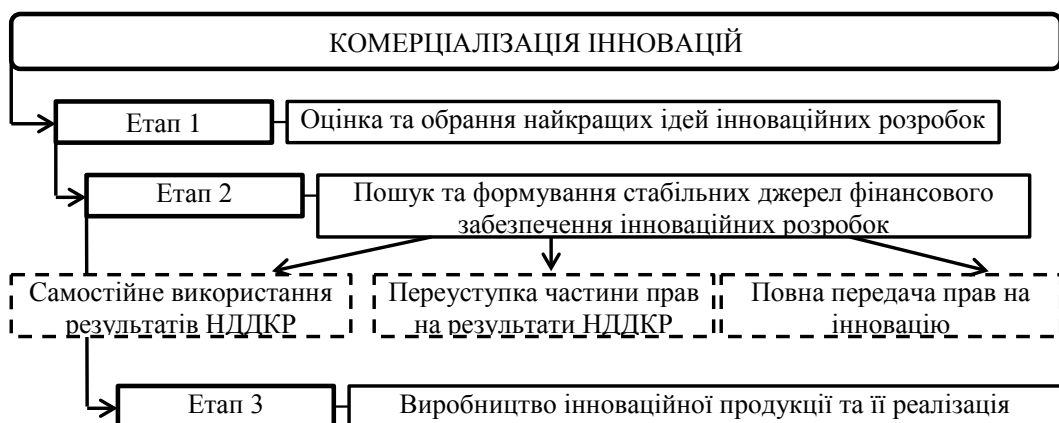 КОМЕРЦІАЛІЗАЦІЯ ІННОВАЦІЙ
Етап 1
Оцінка та обрання найкращих ідей інноваційних розробок
Етап 2
Пошук та формування стабільних джерел фінансового
забезпечення інноваційних розробок
Самостійне використання
результатів НДДКР
Переуступка частини прав
на результати НДДКР
Повна передача прав на
інновацію
Етап 3
Виробництво інноваційної продукції та її реалізація